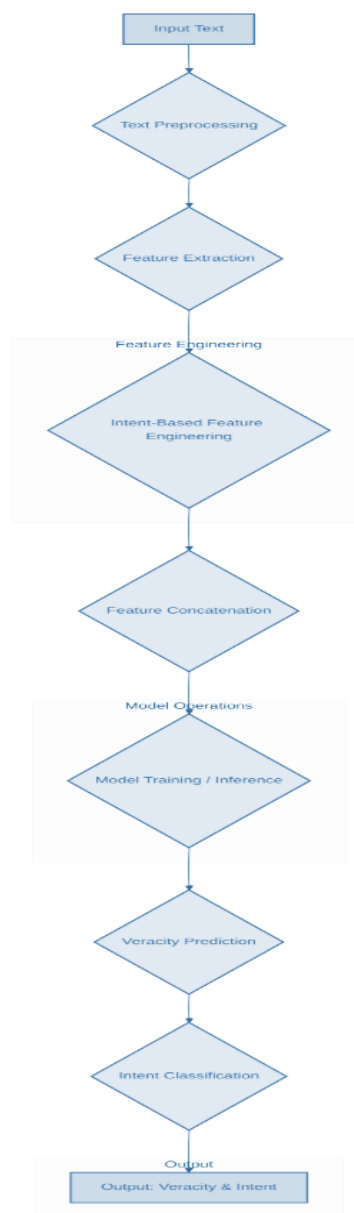 Input Text
Text Preprocessing
Feature Extraction
Feature Engineering
Intent-Based Feature
Engineering
Feature Concatenation
Model Operations
Model Training / Inference
Veracity Prediction
Intent Classification
Output
Output: Veracity & Intent